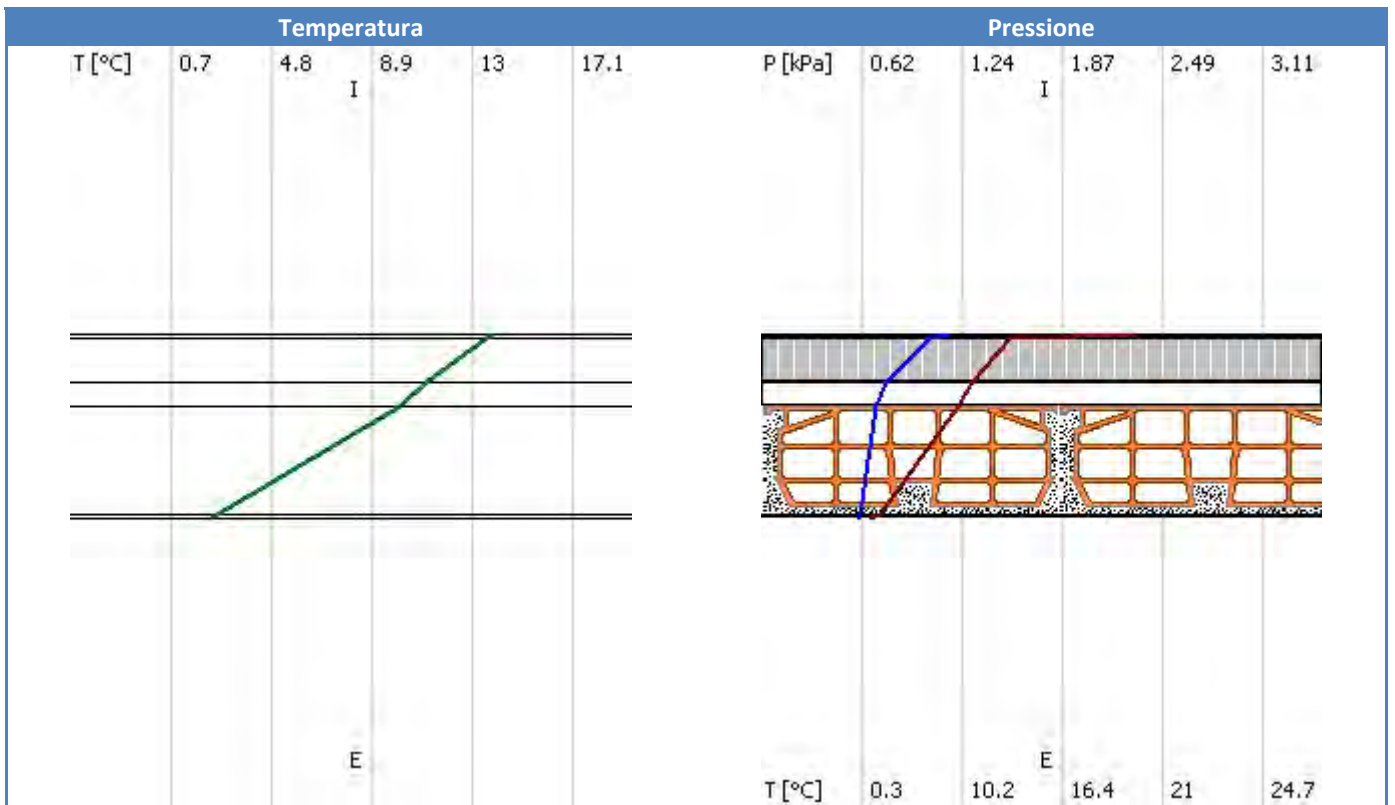 Temperatura
Pressione
T [°C] 0.7 4.8 8.9 13 17.1
I
P [kPa] 0.62 1.24 1.87 2.49 3.11
I
E
E
T [°C] 0.3 10.2 16.4 21 24.7